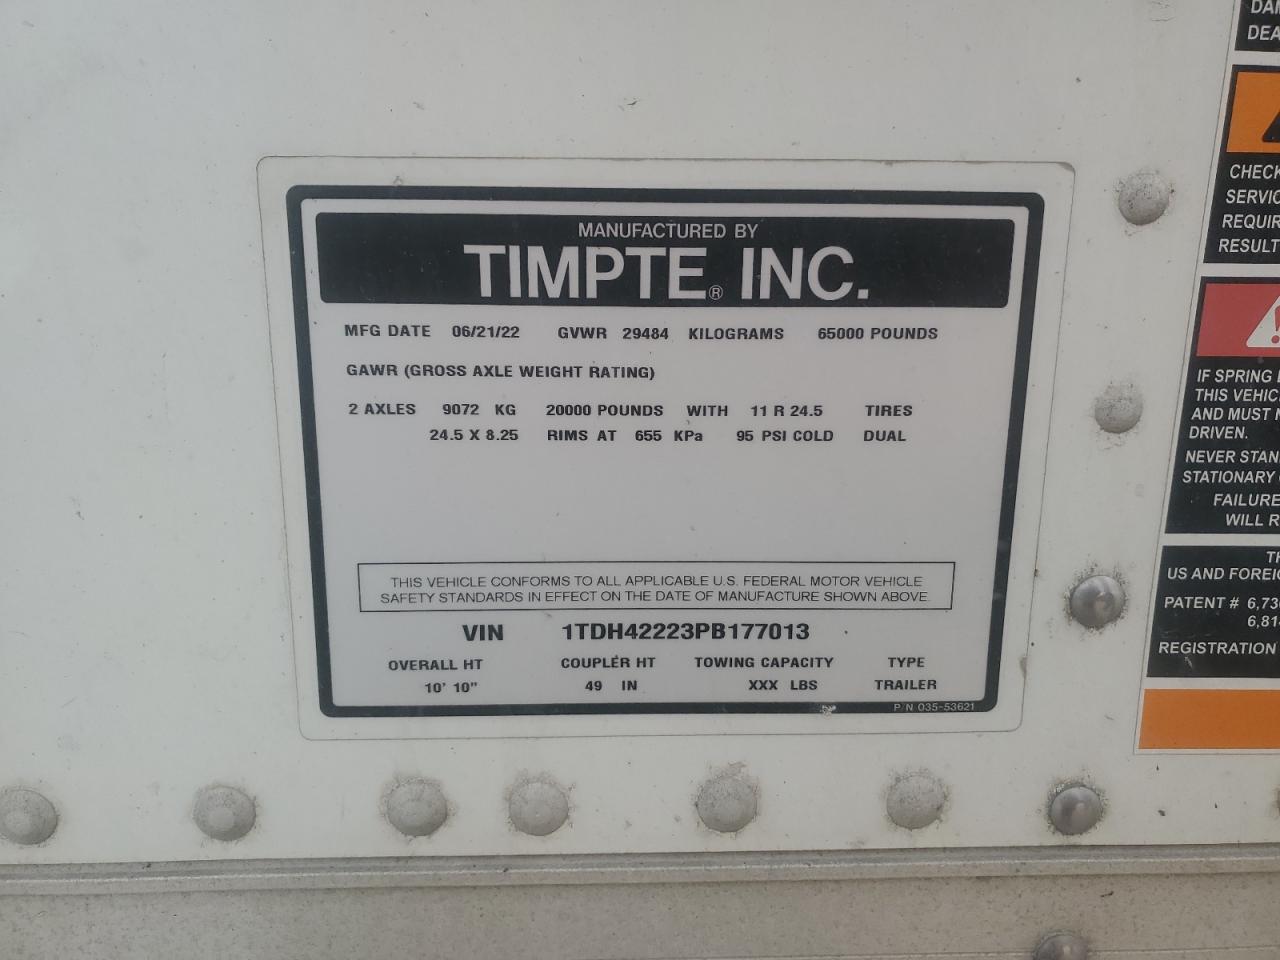 MANUFACTURED BY
TIMPTE® INC.
MFG DATE 06/21/22 GVWR 29484 KILOGRAMS 65000 POUNDS
GAWR (GROSS AXLE WEIGHT RATING)
2 AXLES 9072 KG 20000 POUNDS WITH 11 R 24.5 TIRES
24.5 X 8.25 RIMS AT 655 KPa 95 PSI COLD DUAL
THIS VEHICLE CONFORMS TO ALL APPLICABLE U.S. FEDERAL MOTOR VEHICLE
SAFETY STANDARDS IN EFFECT ON THE DATE OF MANUFACTURE SHOWN ABOVE.
VIN 1TDH42223PB177013
OVERALL HT COUPLER HT TOWING CAPACITY TYPE
10' 10" 49 IN XXX LBS TRAILER
P/N 035-53621
CHECK
REQUIR
RESULT
IF SPRING
THIS VEHIC
AND MUST
DRIVEN.
NEVER STAN
STATIONARY
FAILURE
WILL R
US AND FOREIG
PATENT # 6,73
6,81
REGISTRATION